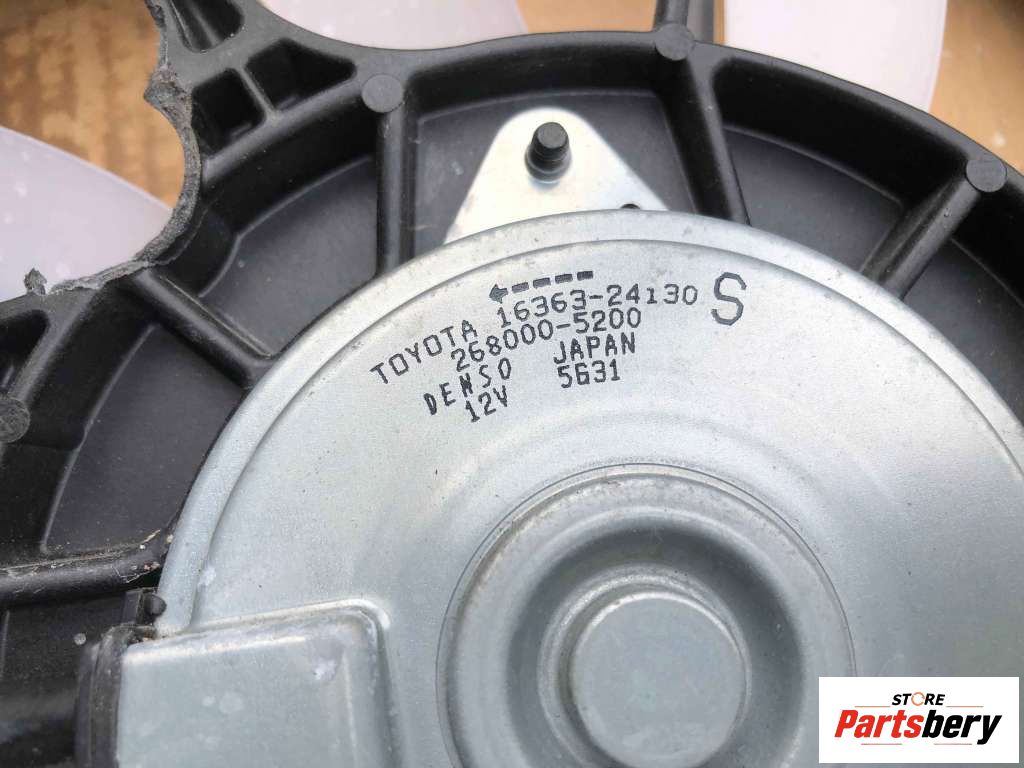 TOYOTA 16363-24130 S
268000-5200
DENSO JAPAN
12V 5G31
STORE
Partsbery